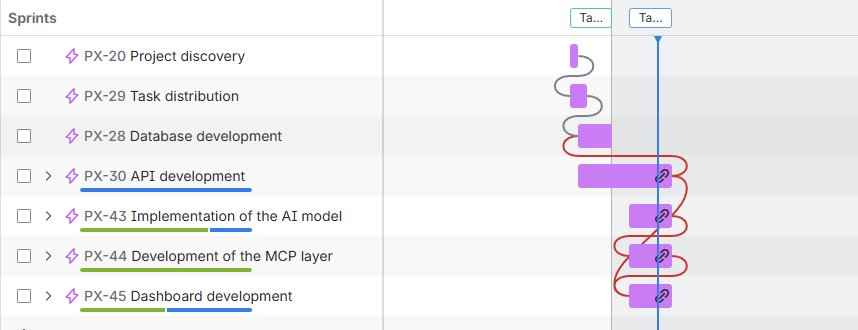 Sprints
Ta... Ta...
PX-20 Project discovery
PX-29 Task distribution
PX-28 Database development
PX-30 API development
PX-43 Implementation of the AI model
PX-44 Development of the MCP layer
PX-45 Dashboard development